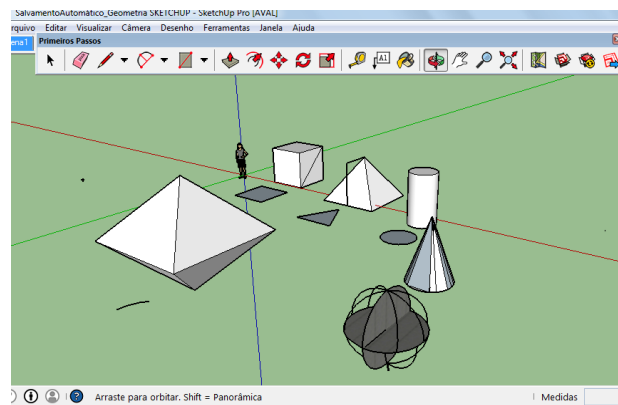 SalvamentoAutomático_Geometria SKETCHUP - SketchUp Pro [AVAL]
rquivo Editar Visualizar Câmera Desenho Ferramentas Janela Ajuda
ena1 Primeiros Passos
A1
Arraste para orbitar. Shift = Panorâmica Medidas